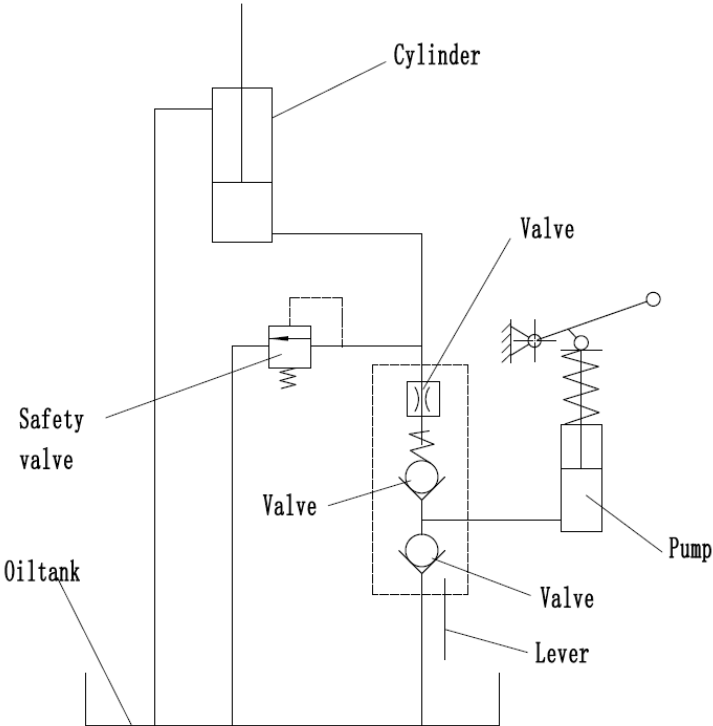 Cylinder
Valve
Safety
valve
Valve
Pump
Oiltank
Valve
Lever